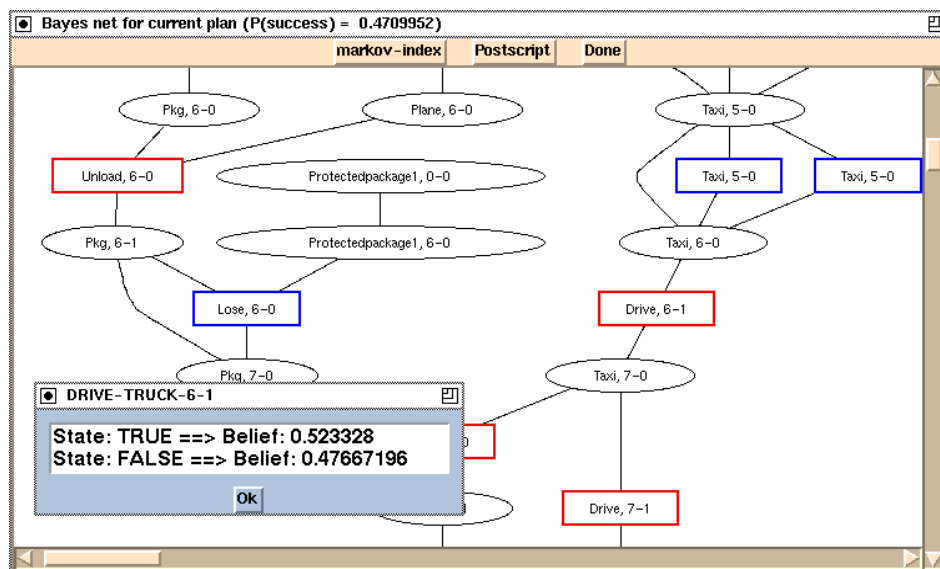 Bayes net for current plan (P(success) = 0.4709952)
markov-index Postscript Done
Pkg, 6-0
Plane, 6-0
Taxi, 5-0
Unload, 6-0
Protectedpackage1, 0-0
Taxi, 5-0
Taxi, 5-0
Pkg, 6-1
Protectedpackage1, 6-0
Taxi, 6-0
Lose, 6-0
Drive, 6-1
Pkg, 7-0
Taxi, 7-0
DRIVE-TRUCK-6-1
State: TRUE ==> Belief: 0.523328
State: FALSE ==> Belief: 0.47667196
Ok
Drive, 7-1